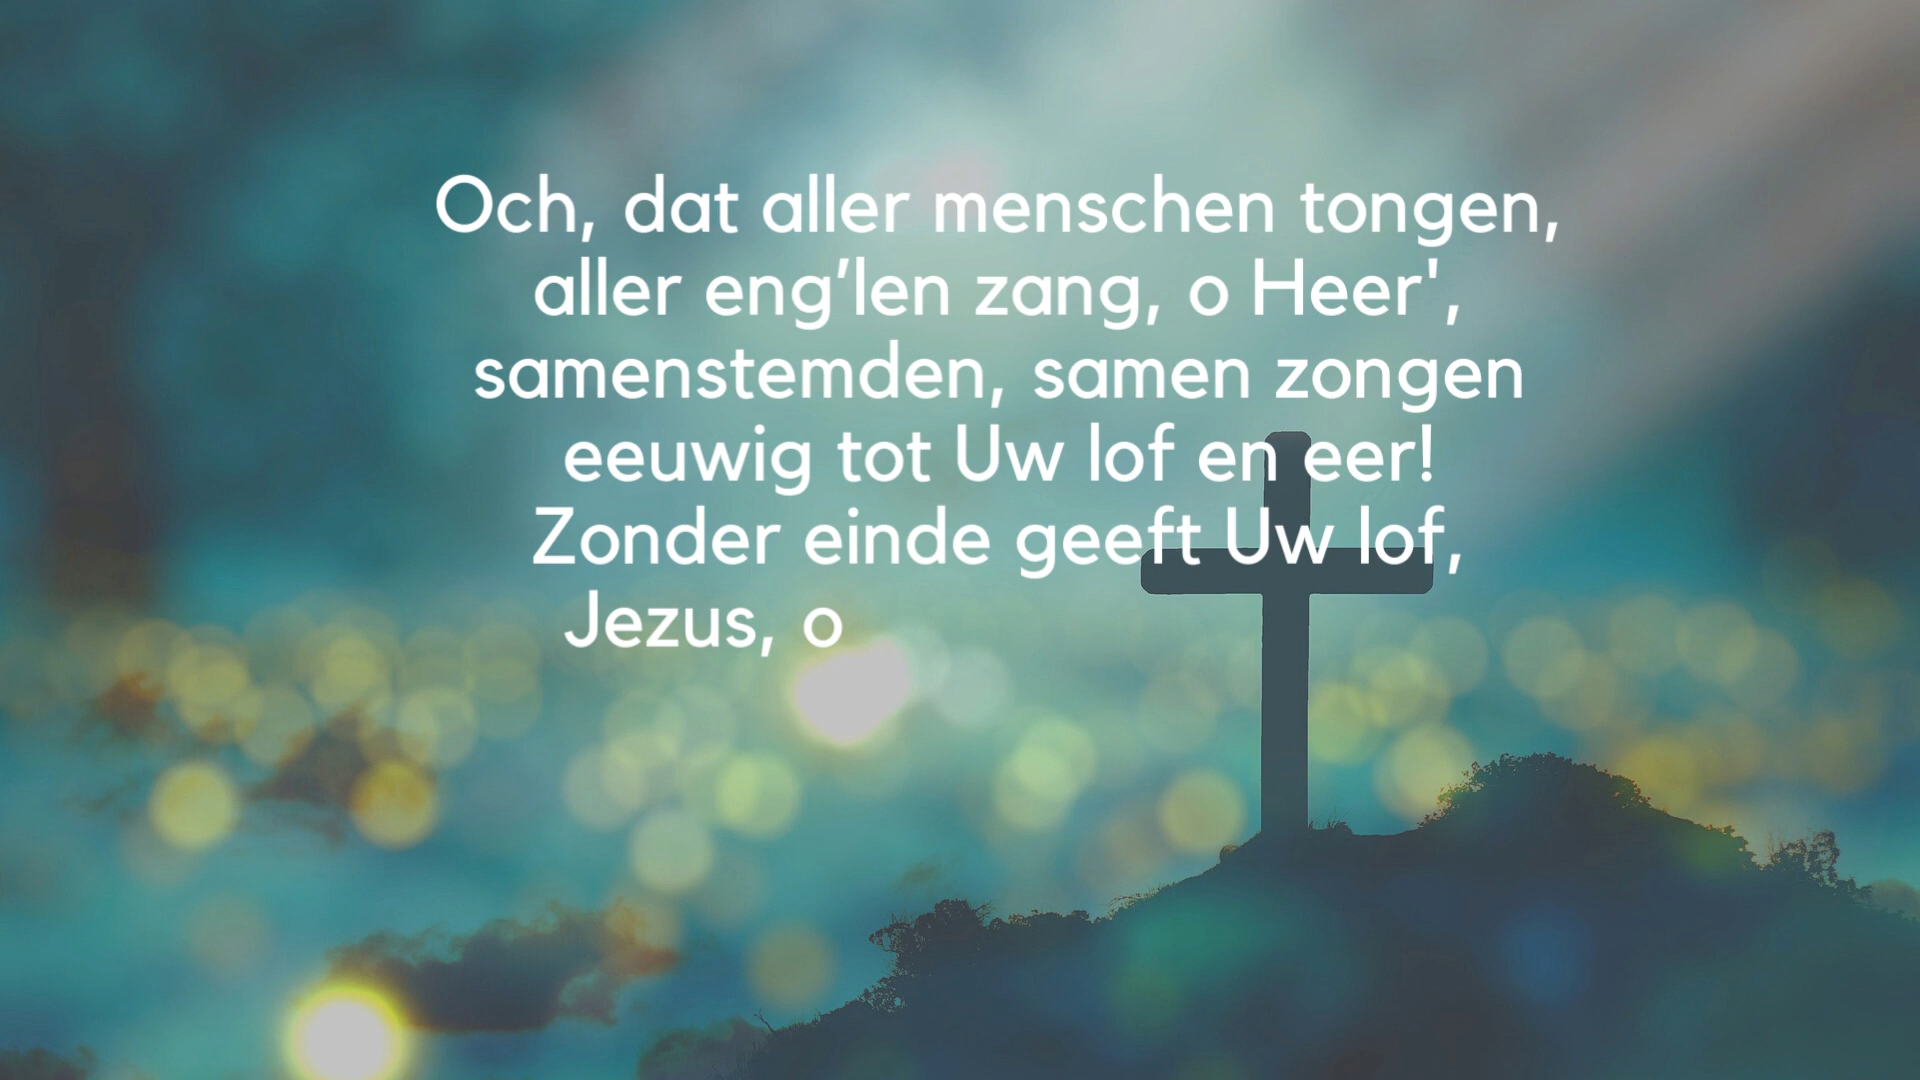 Och, dat aller menschen tongen,
aller eng’len zang, o Heer',
samenstemden, samen zongen
eeuwig tot Uw lof en eer!
Zonder einde geeft Uw lof,
Jezus, o